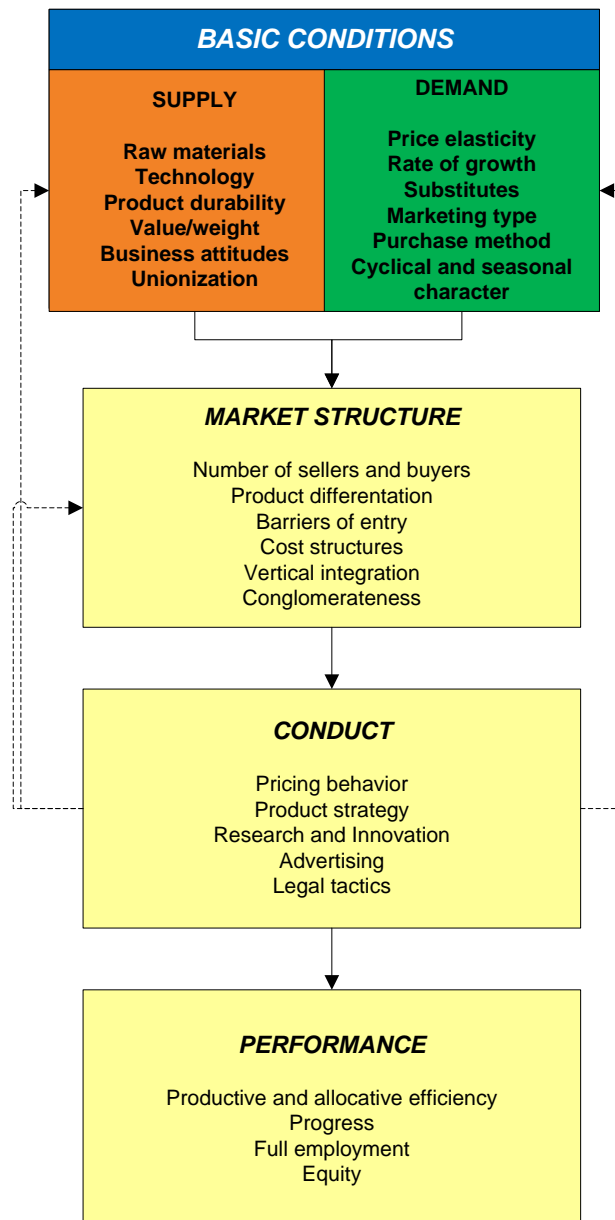 BASIC CONDITIONS
SUPPLY
Raw materials
Technology
Product durability
Value/weight
Business attitudes
Unionization
DEMAND
Price elasticity
Rate of growth
Substitutes
Marketing type
Purchase method
Cyclical and seasonal
character
MARKET STRUCTURE
Number of sellers and buyers
Product differentation
Barriers of entry
Cost structures
Vertical integration
Conglomerateness
CONDUCT
Pricing behavior
Product strategy
Research and Innovation
Advertising
Legal tactics
PERFORMANCE
Productive and allocative efficiency
Progress
Full employment
Equity